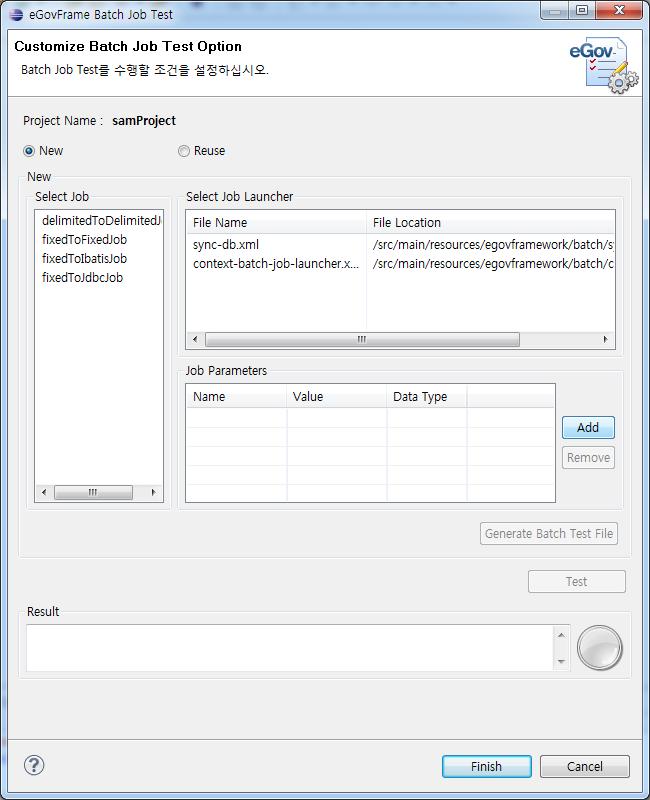 eGovFrame Batch Job Test
Customize Batch Job Test Option
Batch Job Test를 수행할 조건을 설정하십시오.
eGov
Project Name : samProject
New
Reuse
New
Select Job
delimitedToDelimitedJ
fixedToFixedJob
fixedToIbatisJob
fixedToJdbcJob
Select Job Launcher
File Name File Location
sync-db.xml /src/main/resources/egovframework/batch/sy
context-batch-job-launcher.x... /src/main/resources/egovframework/batch/c
Job Parameters
Name Value Data Type
Add
Remove
Generate Batch Test File
Test
Result
?
Finish
Cancel